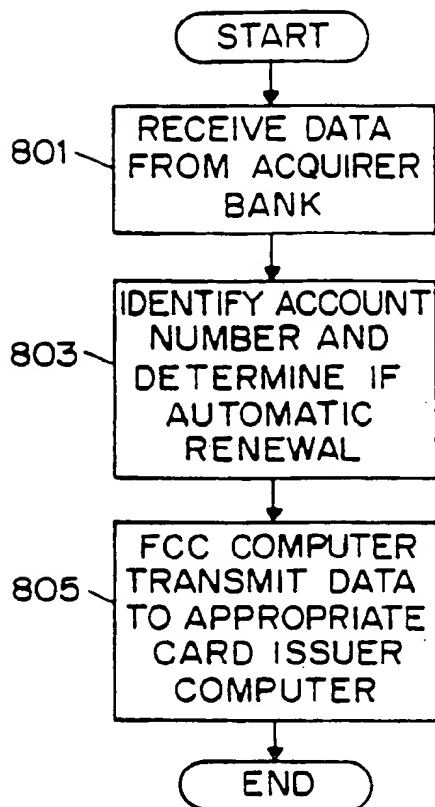 START
801
RECEIVE DATA
FROM ACQUIRER
BANK
803
IDENTIFY ACCOUNT
NUMBER AND
DETERMINE IF
AUTOMATIC
RENEWAL
805
FCC COMPUTER
TRANSMIT DATA
TO APPROPRIATE
CARD ISSUER
COMPUTER
END